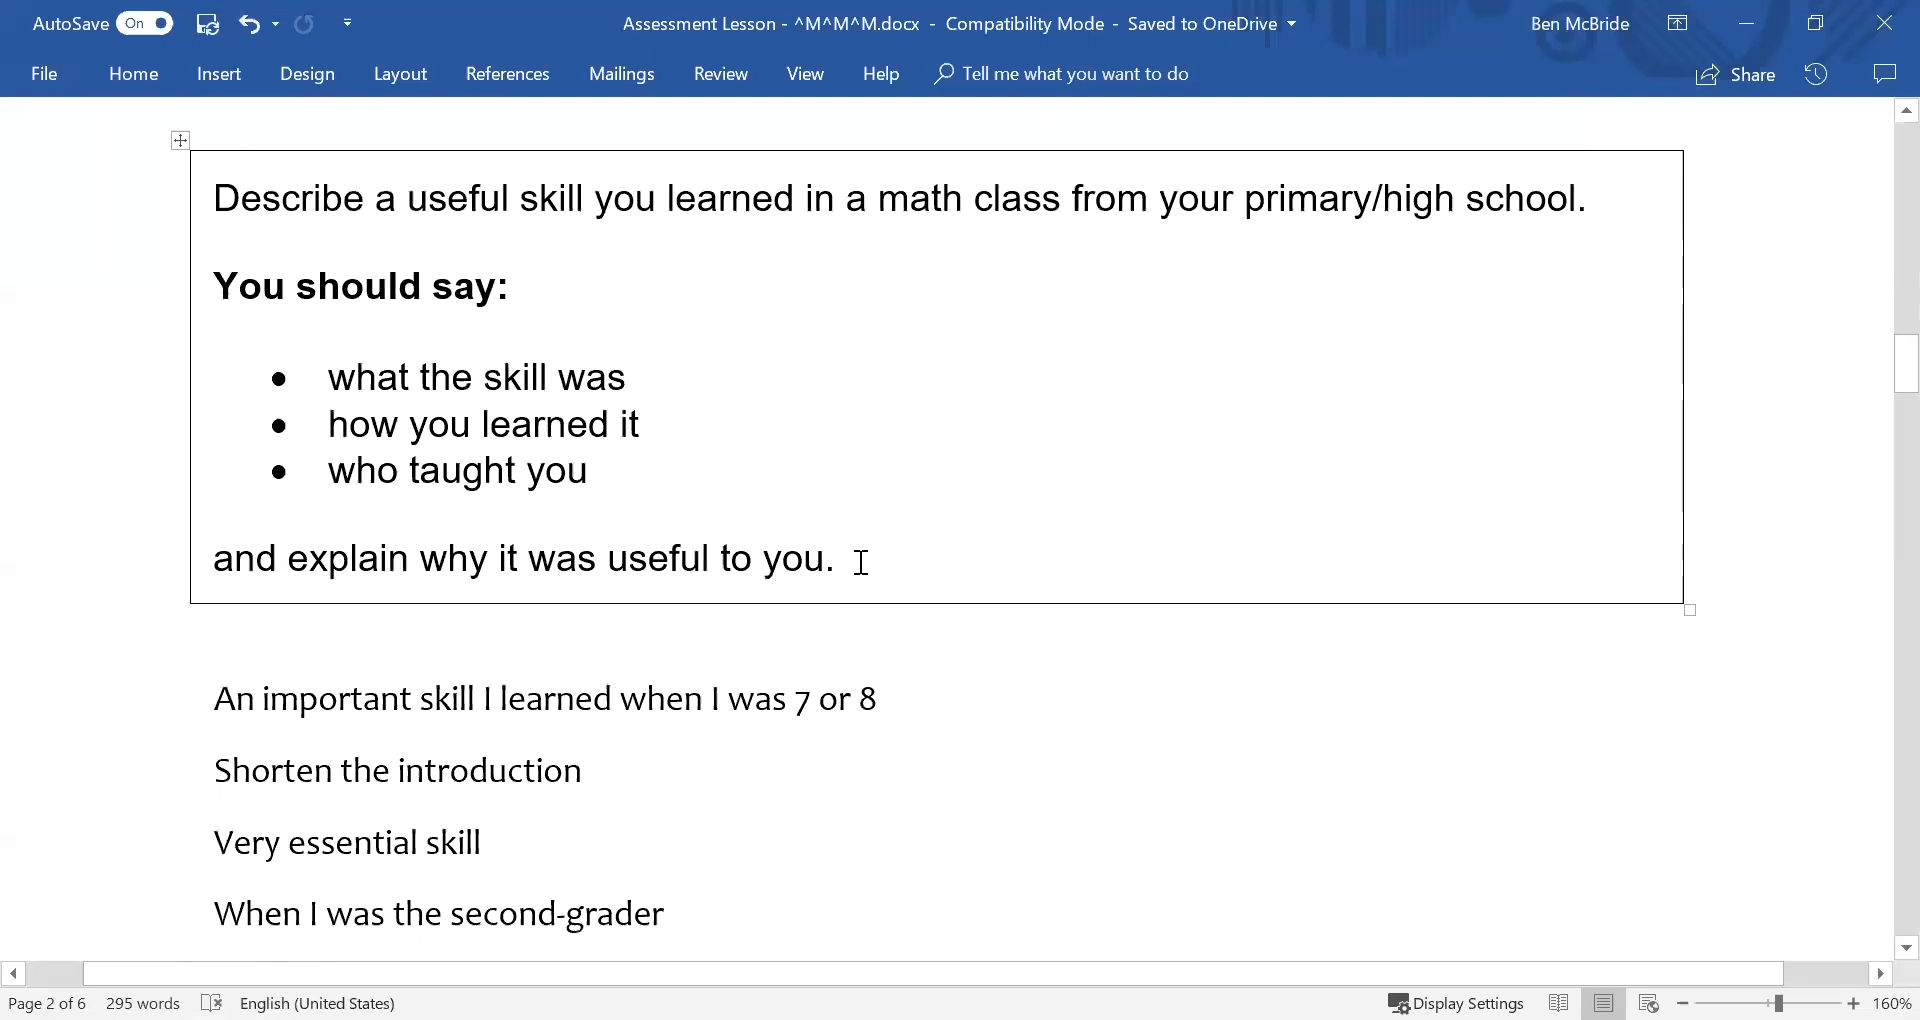 AutoSave On Assessment Lesson - ^M^M^M.docx - Compatibility Mode - Saved to OneDrive Ben McBride
File Home Insert Design Layout References Mailings Review View Help Tell me what you want to do Share
Describe a useful skill you learned in a math class from your primary/high school.
You should say:
• what the skill was
• how you learned it
• who taught you
and explain why it was useful to you.
An important skill I learned when I was 7 or 8
Shorten the introduction
Very essential skill
When I was the second-grader
Page 2 of 6 295 words English (United States) Display Settings 160%